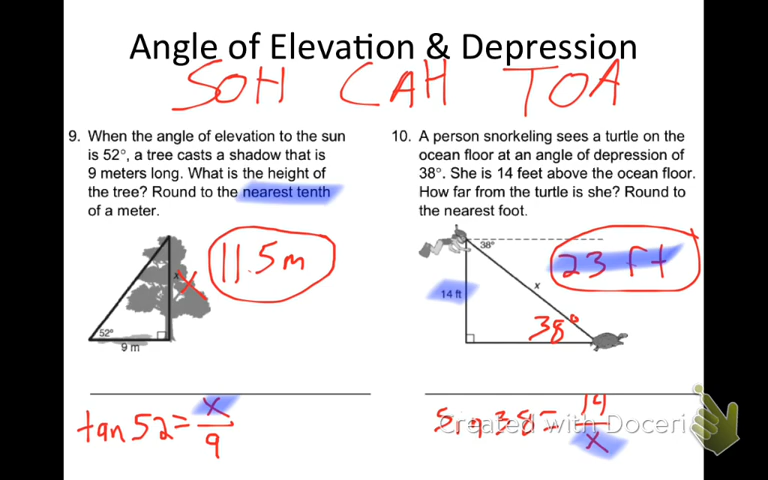 Angle of Elevation & Depression
SOH CAH TOA
9. When the angle of elevation to the sun
is 52°, a tree casts a shadow that is
9 meters long. What is the height of
the tree? Round to the nearest tenth
of a meter.
x
x
11.5m
52°
9 m
tan 52 = x/9
10. A person snorkeling sees a turtle on the
ocean floor at an angle of depression of
38°. She is 14 feet above the ocean floor.
How far from the turtle is she? Round to
the nearest foot.
38°
23 ft
14 ft
x
38°
sin 38 = 14/x
Created with Doceri